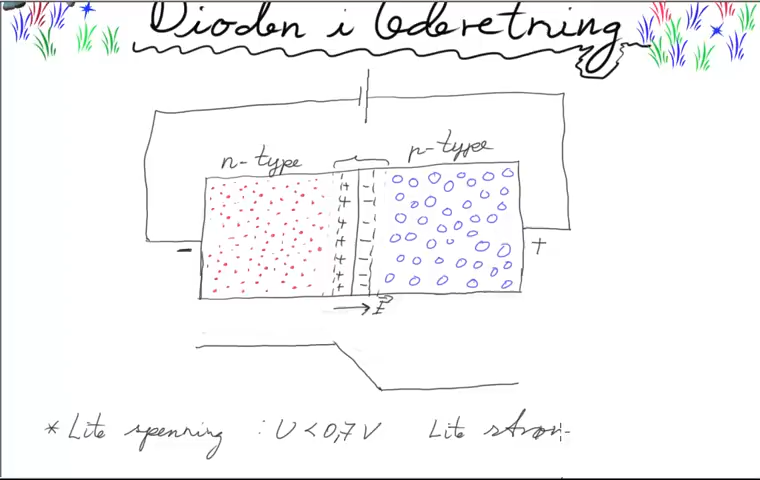 Dioden i lederetning
n-type p-type
+ -
+ -
+ -
+ -
+ -
+ -
+ -
- +
E
* Lite spenning : U < 0,7 V Lite strøm